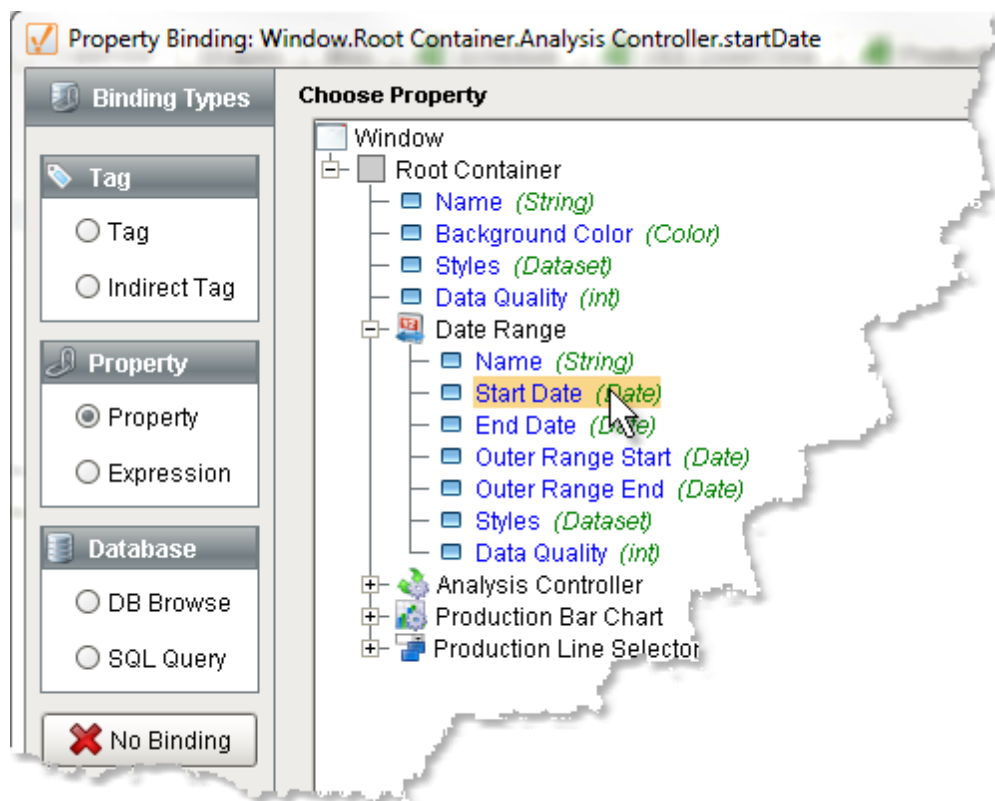 Property Binding: Window.Root Container.Analysis Controller.startDate
Binding Types
Tag
Tag
Indirect Tag
Property
Property
Expression
Database
DB Browse
SQL Query
No Binding
Choose Property
Window
Root Container
Name (String)
Background Color (Color)
Styles (Dataset)
Data Quality (int)
Date Range
Name (String)
Start Date (Date)
End Date (Date)
Outer Range Start (Date)
Outer Range End (Date)
Styles (Dataset)
Data Quality (int)
Analysis Controller
Production Bar Chart
Production Line Selector